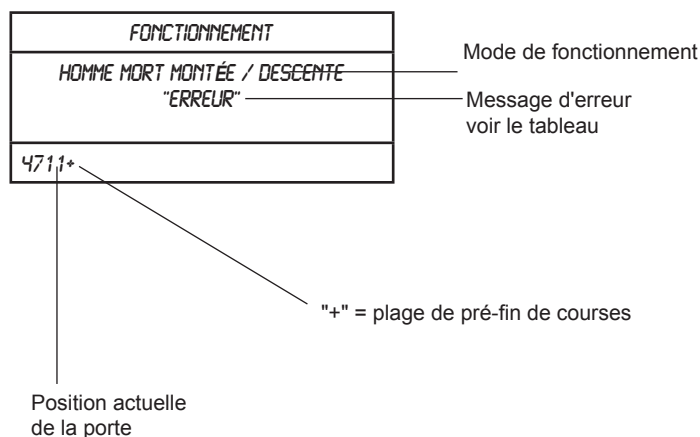 FONCTIONNEMENT
HOMME MORT MONTÉE / DESCENTE
"ERREUR"
4711+
Mode de fonctionnement
Message d'erreur
voir le tableau
"+" = plage de pré-fin de courses
Position actuelle
de la porte